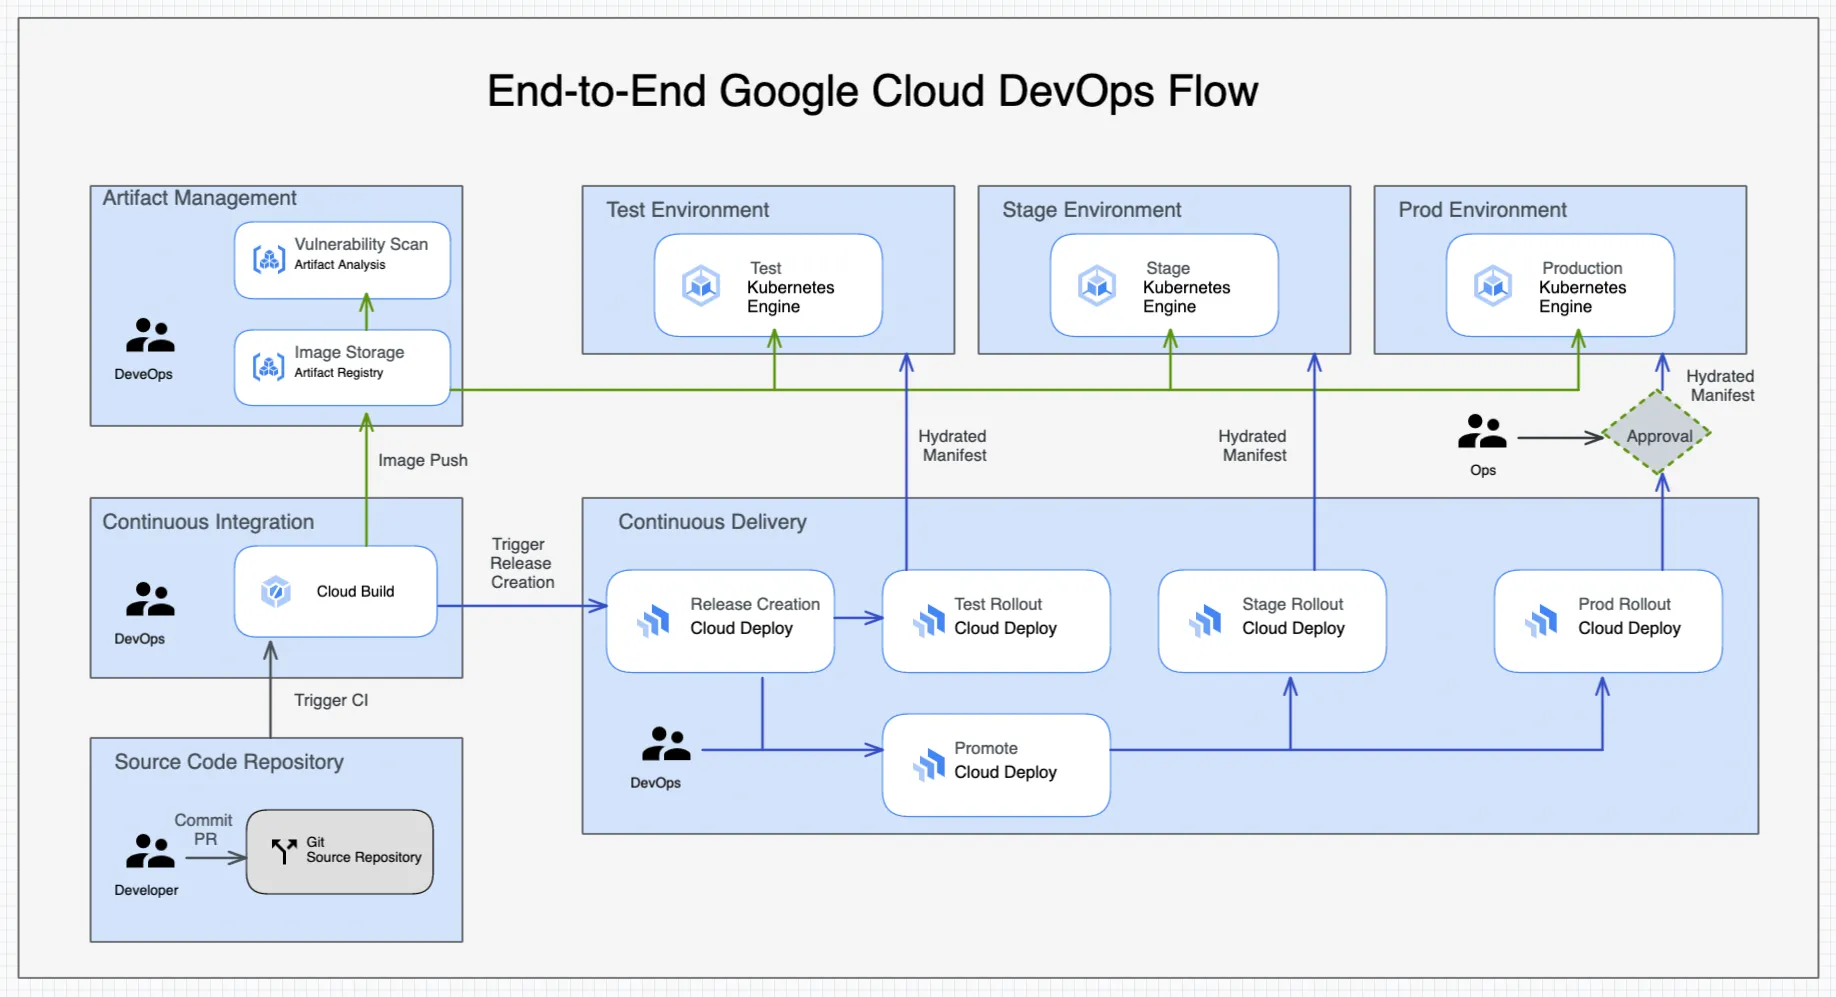 End-to-End Google Cloud DevOps Flow
Artifact Management
Vulnerability Scan
Artifact Analysis
DeveOps
Image Storage
Artifact Registry
Test Environment
Test
Kubernetes
Engine
Stage Environment
Stage
Kubernetes
Engine
Prod Environment
Production
Kubernetes
Engine
Hydrated
Manifest
Hydrated
Manifest
Hydrated
Manifest
Ops
Approval
Image Push
Continuous Integration
Cloud Build
DevOps
Trigger
Release
Creation
Continuous Delivery
Release Creation
Cloud Deploy
Test Rollout
Cloud Deploy
Stage Rollout
Cloud Deploy
Prod Rollout
Cloud Deploy
DevOps
Promote
Cloud Deploy
Trigger CI
Source Code Repository
Commit
PR
Developer
Git
Source Repository